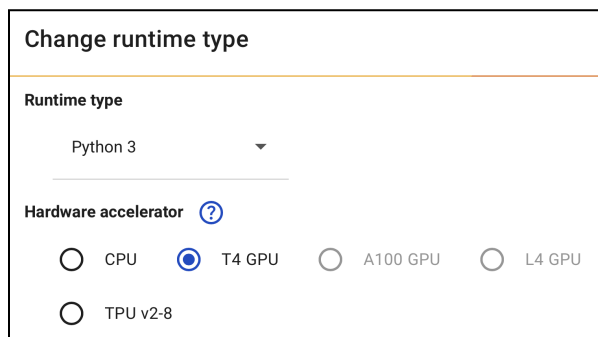 Change runtime type
Runtime type
Python 3
Hardware accelerator ?
CPU T4 GPU A100 GPU L4 GPU
TPU v2-8